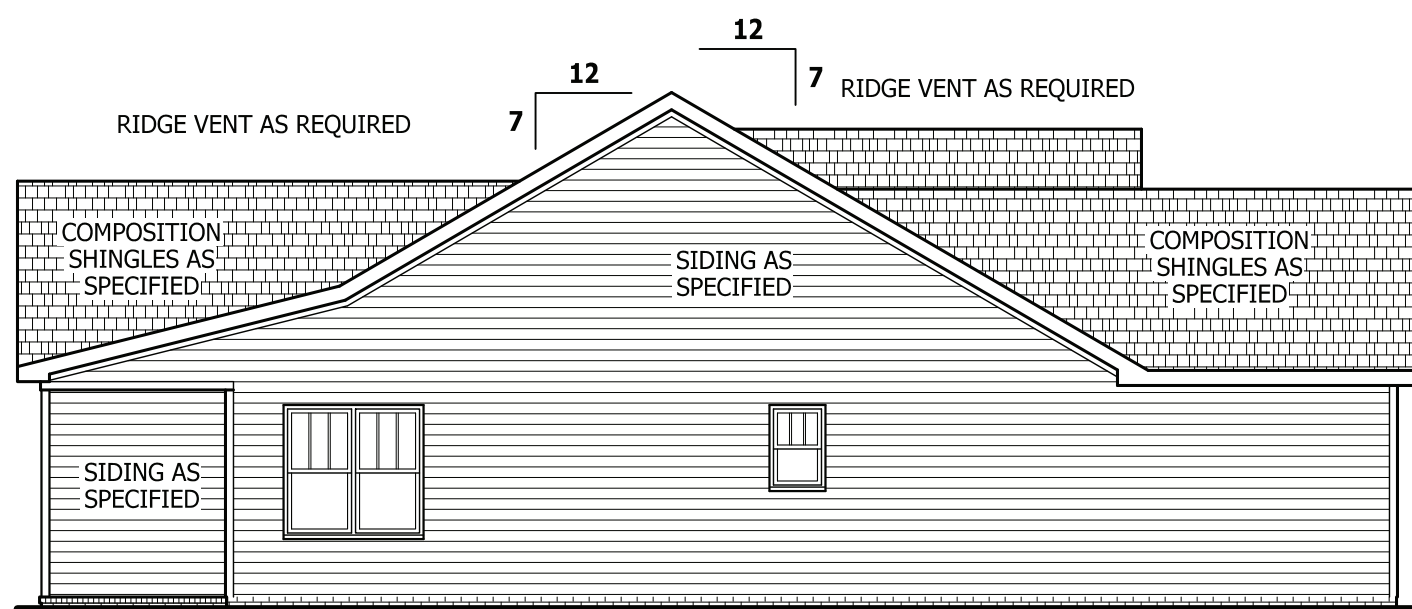 12
7
RIDGE VENT AS REQUIRED
12
7
RIDGE VENT AS REQUIRED
COMPOSITION
SHINGLES AS
SPECIFIED
SIDING AS
SPECIFIED
COMPOSITION
SHINGLES AS
SPECIFIED
SIDING AS
SPECIFIED